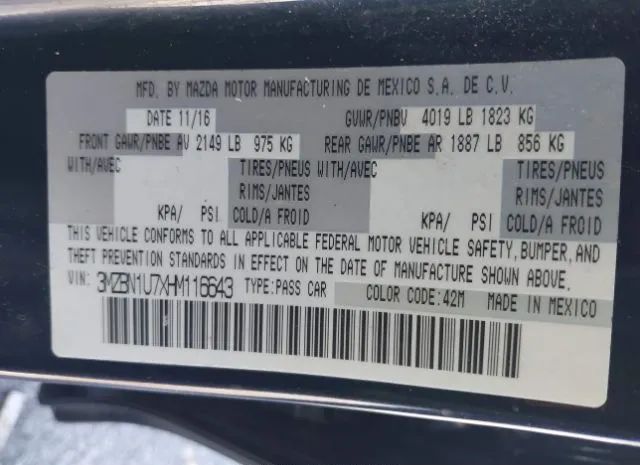 MFD. BY MAZDA MOTOR MANUFACTURING DE MEXICO S.A. DE C.V.
DATE 11/16 GVWR/PNBV 4019 LB 1823 KG
FRONT GAWR/PNBE AV 2149 LB 975 KG REAR GAWR/PNBE AR 1887 LB 856 KG
WITH/AVEC TIRES/PNEUS WITH/AVEC TIRES/PNEUS
RIMS/JANTES RIMS/JANTES
KPA/ PSI COLD/A FROID KPA/ PSI COLD/A FROID
THIS VEHICLE CONFORMS TO ALL APPLICABLE FEDERAL MOTOR VEHICLE SAFETY, BUMPER, AND
THEFT PREVENTION STANDARDS IN EFFECT ON THE DATE OF MANUFACTURE SHOWN ABOVE.
VIN: 3MZBN1U7XHM116643 TYPE:PASS CAR COLOR CODE:42M MADE IN MEXICO